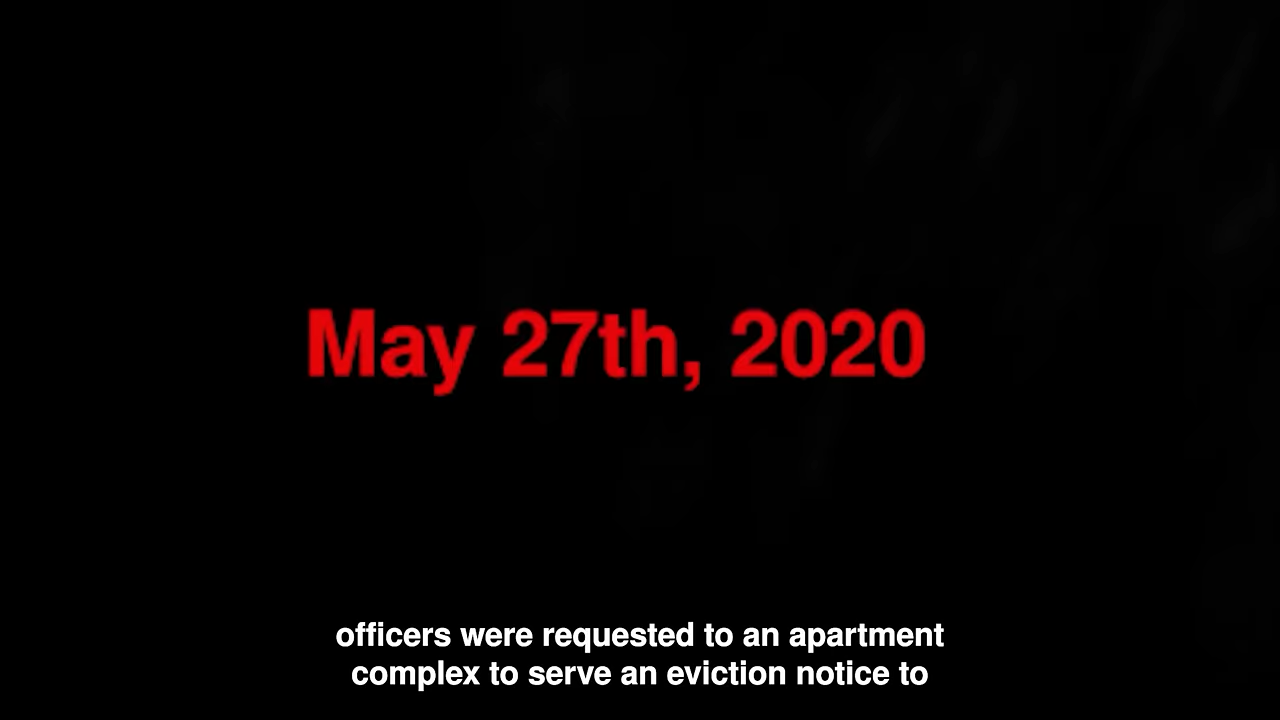 May 27th, 2020
officers were requested to an apartment
complex to serve an eviction notice to